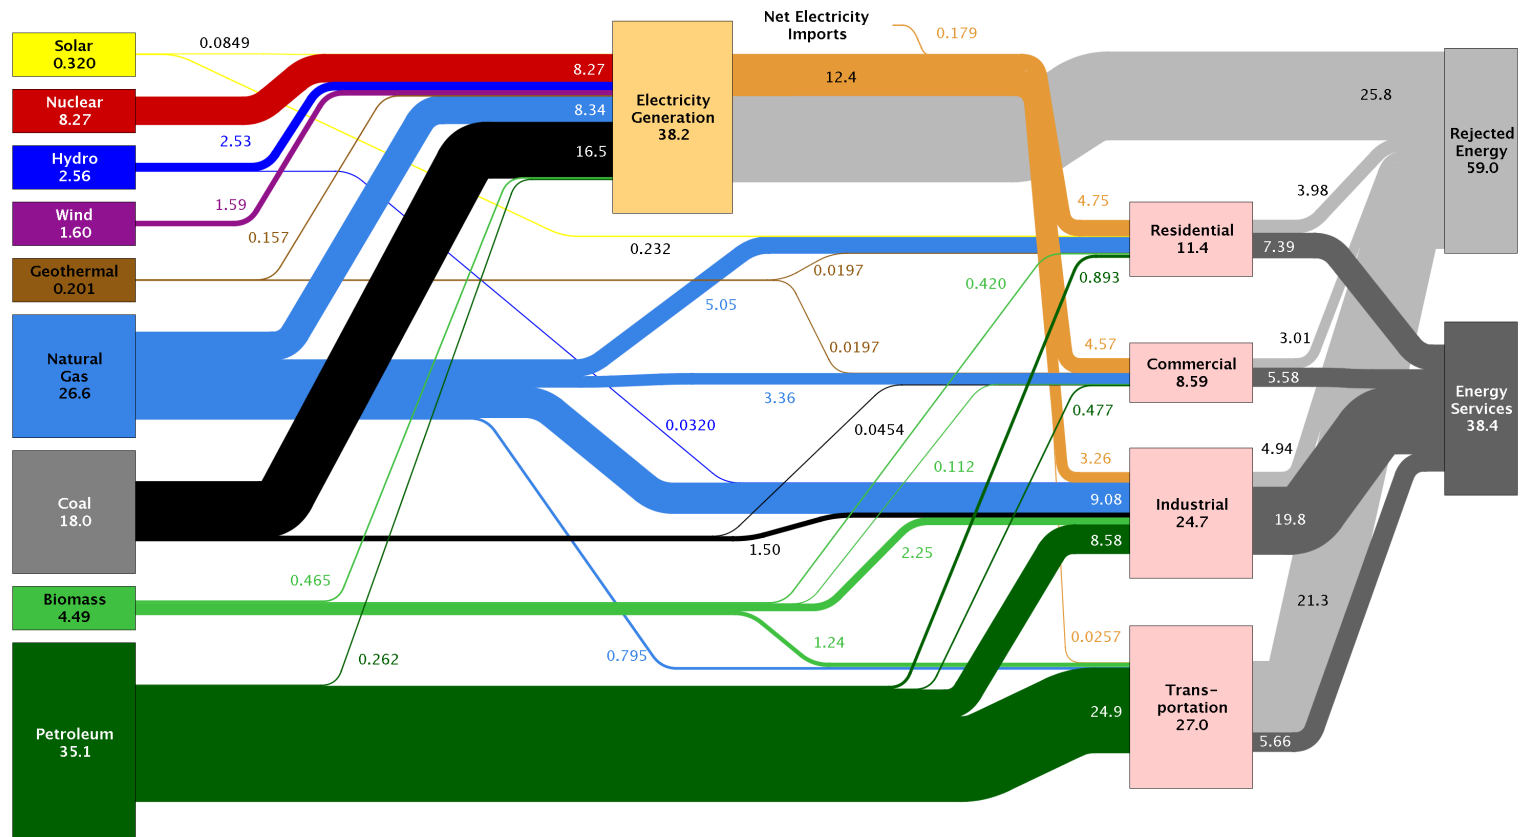 Net Electricity
Imports
0.179
Solar
0.320
0.0849
Nuclear
8.27
8.27
Hydro
2.56
2.53
Wind
1.60
1.59
Geothermal
0.201
0.157
Natural
Gas
26.6
8.34
Coal
18.0
16.5
Biomass
4.49
0.465
Petroleum
35.1
0.262
Electricity
Generation
38.2
12.4
25.8
0.232
0.0197
5.05
0.0197
3.36
0.0320
0.0454
0.420
0.893
0.112
0.477
1.50
2.25
1.24
0.795
4.75
4.57
3.26
9.08
8.58
0.0257
24.9
Residential
11.4
3.98
7.39
Commercial
8.59
3.01
5.58
Industrial
24.7
4.94
19.8
Trans-
portation
27.0
21.3
5.66
Rejected
Energy
59.0
Energy
Services
38.4